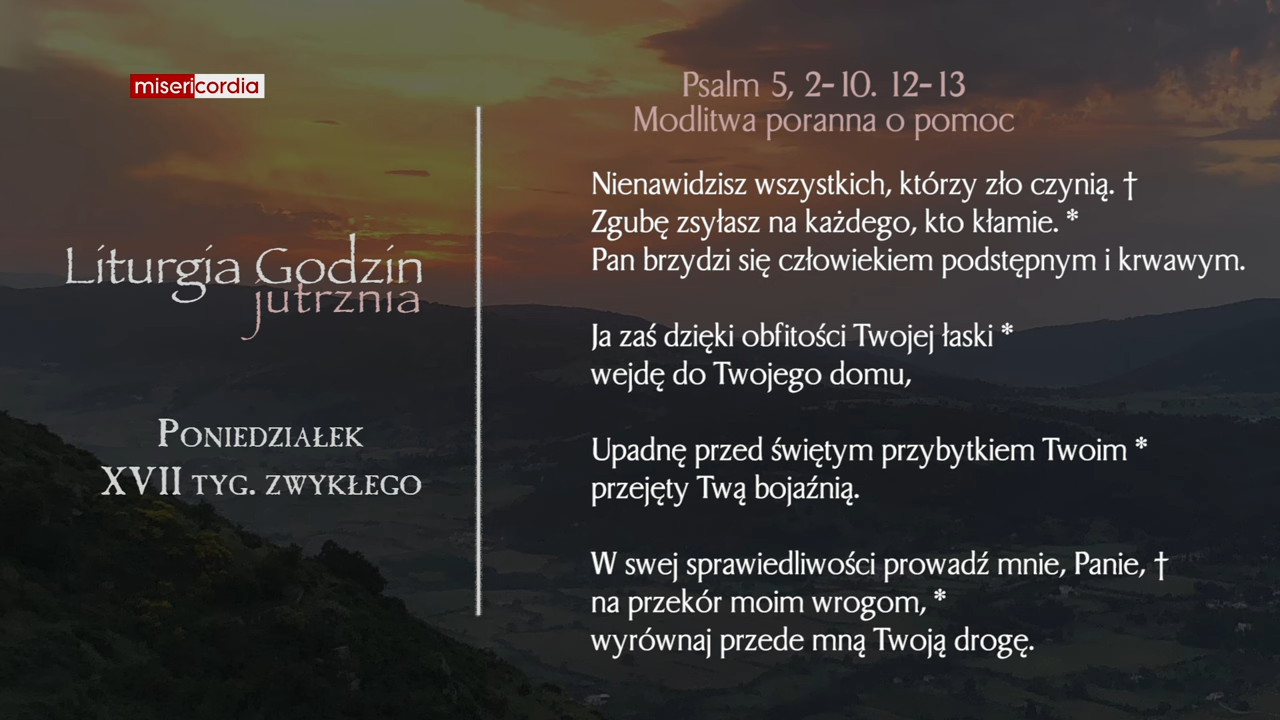 misericordia
Liturgia Godzin
jutrznia
Poniedziałek
XVII tyg. zwykłego
Psalm 5, 2-10. 12-13
Modlitwa poranna o pomoc
Nienawidzisz wszystkich, którzy zło czynią. †
Zgubę zsyłasz na każdego, kto kłamie. *
Pan brzydzi się człowiekiem podstępnym i krwawym.
Ja zaś dzięki obfitości Twojej łaski *
wejdę do Twojego domu,
Upadnę przed świętym przybytkiem Twoim *
przejęty Twą bojaźnią.
W swej sprawiedliwości prowadź mnie, Panie, †
na przekór moim wrogom, *
wyrównaj przede mną Twoją drogę.